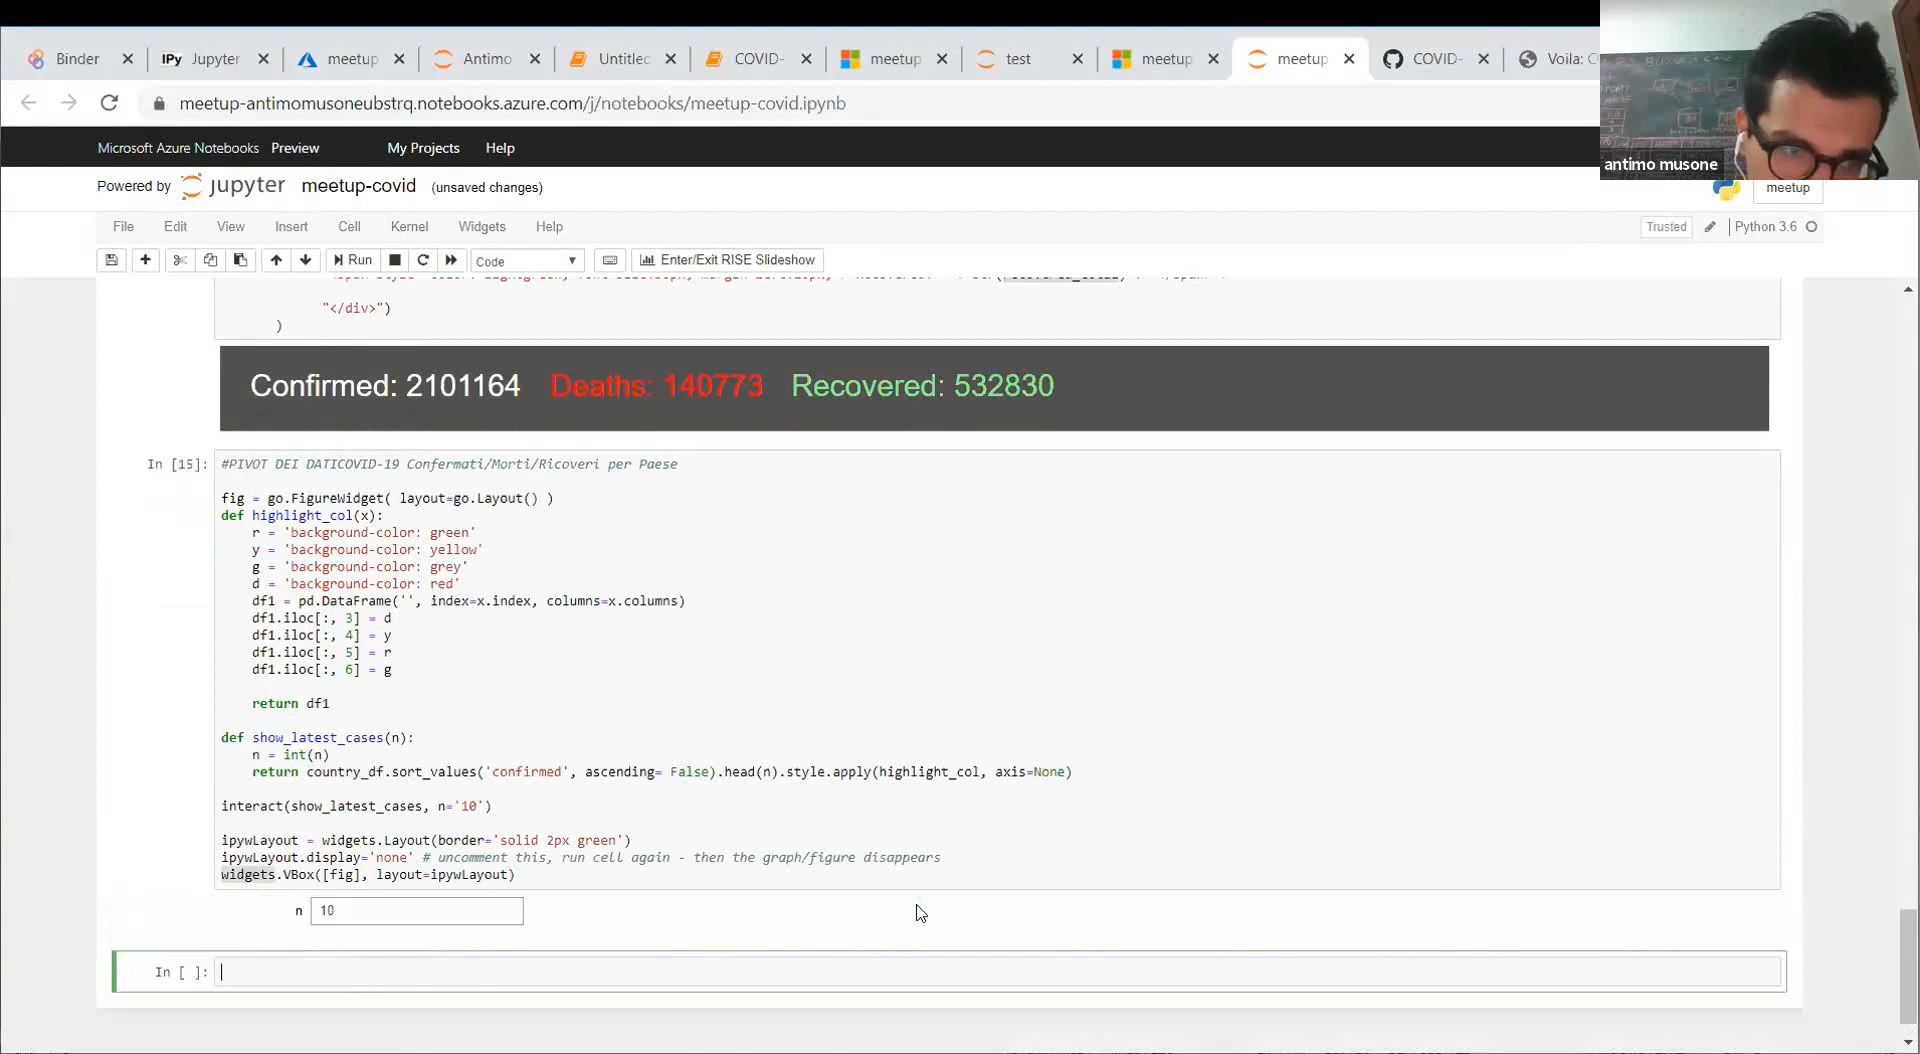 Binder
IPy Jupyter
meetup
Antimo
Untitlec
COVID-
meetup
test
meetup
meetup
COVID-
Voila:
meetup-antimomusoneubstrq.notebooks.azure.com/j/notebooks/meetup-covid.ipynb
antimo musone
Microsoft Azure Notebooks Preview My Projects Help
Powered by jupyter meetup-covid (unsaved changes)
meetup
File Edit View Insert Cell Kernel Widgets Help
Trusted Python 3.6
Run Code Enter/Exit RISE Slideshow
"</div>")
)
Confirmed: 2101164 Deaths: 140773 Recovered: 532830
In [15]:
#PIVOT DEI DATICOVID-19 Confermati/Morti/Ricoveri per Paese
fig = go.FigureWidget( layout=go.Layout() )
def highlight_col(x):
r = 'background-color: green'
y = 'background-color: yellow'
g = 'background-color: grey'
d = 'background-color: red'
df1 = pd.DataFrame('', index=x.index, columns=x.columns)
df1.iloc[:, 3] = d
df1.iloc[:, 4] = y
df1.iloc[:, 5] = r
df1.iloc[:, 6] = g
return df1
def show_latest_cases(n):
n = int(n)
return country_df.sort_values('confirmed', ascending= False).head(n).style.apply(highlight_col, axis=None)
interact(show_latest_cases, n='10')
ipywLayout = widgets.Layout(border='solid 2px green')
ipywLayout.display='none' # uncomment this, run cell again - then the graph/figure disappears
widgets.VBox([fig], layout=ipywLayout)
n 10
In [ ]: